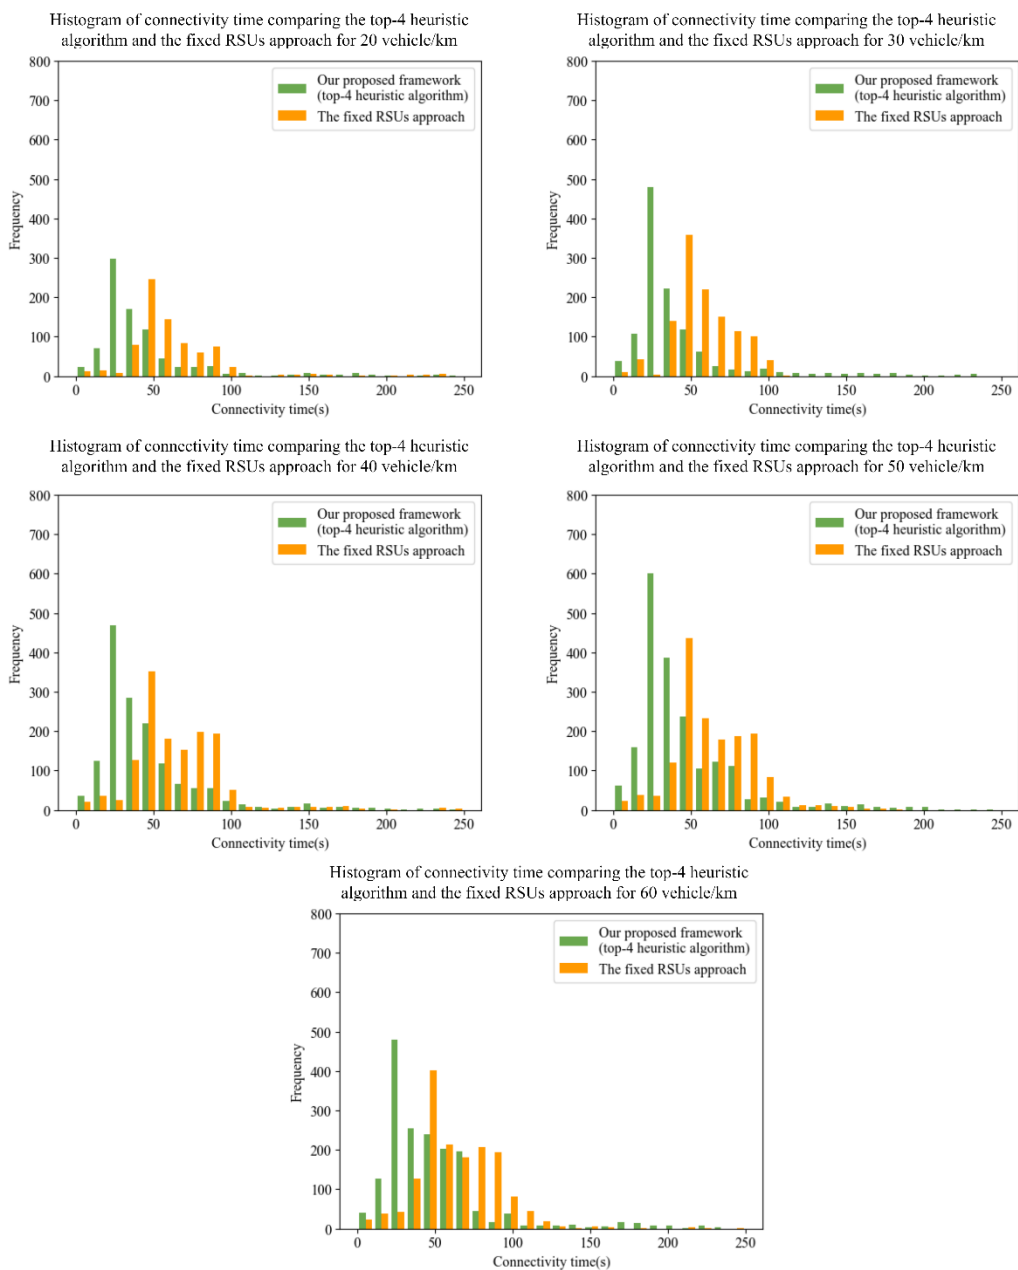 Histogram of connectivity time comparing the top-4 heuristic
algorithm and the fixed RSUs approach for 20 vehicle/km
800
700
600
500
400
300
200
100
0
Frequency
Our proposed framework
(top-4 heuristic algorithm)
The fixed RSUs approach
0 50 100 150 200 250
Connectivity time(s)
Histogram of connectivity time comparing the top-4 heuristic
algorithm and the fixed RSUs approach for 30 vehicle/km
800
700
600
500
400
300
200
100
0
Frequency
Our proposed framework
(top-4 heuristic algorithm)
The fixed RSUs approach
0 50 100 150 200 250
Connectivity time(s)
Histogram of connectivity time comparing the top-4 heuristic
algorithm and the fixed RSUs approach for 40 vehicle/km
800
700
600
500
400
300
200
100
0
Frequency
Our proposed framework
(top-4 heuristic algorithm)
The fixed RSUs approach
0 50 100 150 200 250
Connectivity time(s)
Histogram of connectivity time comparing the top-4 heuristic
algorithm and the fixed RSUs approach for 50 vehicle/km
800
700
600
500
400
300
200
100
0
Frequency
Our proposed framework
(top-4 heuristic algorithm)
The fixed RSUs approach
0 50 100 150 200 250
Connectivity time(s)
Histogram of connectivity time comparing the top-4 heuristic
algorithm and the fixed RSUs approach for 60 vehicle/km
800
700
600
500
400
300
200
100
0
Frequency
Our proposed framework
(top-4 heuristic algorithm)
The fixed RSUs approach
0 50 100 150 200 250
Connectivity time(s)